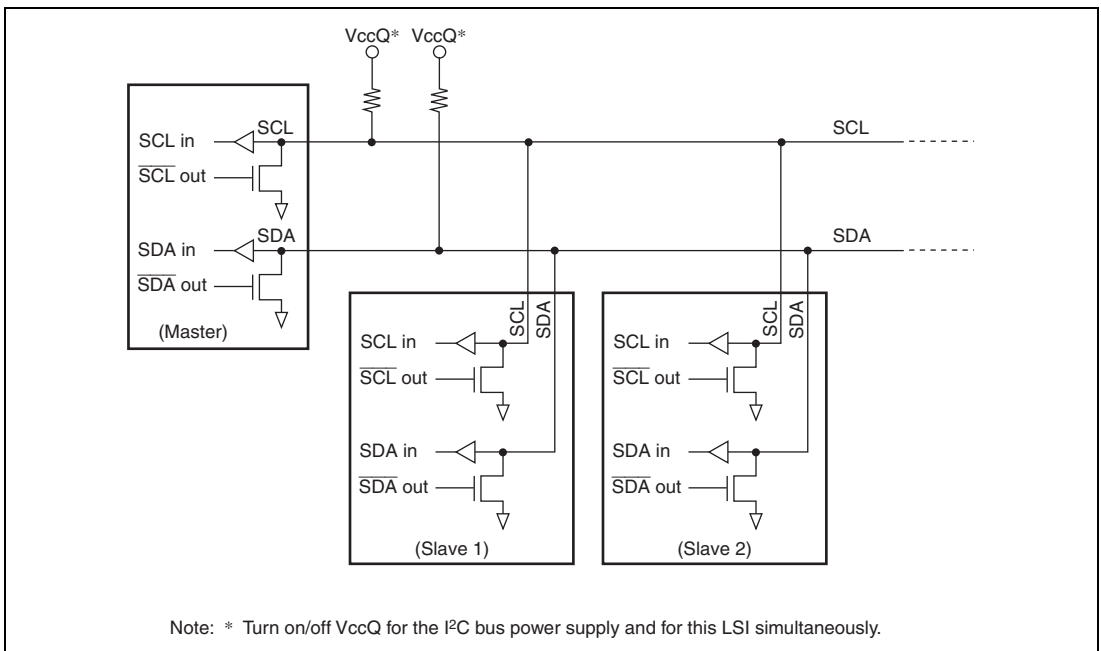 VccQ* VccQ*
SCL in
SCL
SCL out
SDA in
SDA
SDA out
(Master)
SCL
SDA
SCL
SDA
SCL in
SCL out
SDA in
SDA out
(Slave 1)
SCL
SDA
SCL in
SCL out
SDA in
SDA out
(Slave 2)
Note: * Turn on/off VccQ for the I²C bus power supply and for this LSI simultaneously.